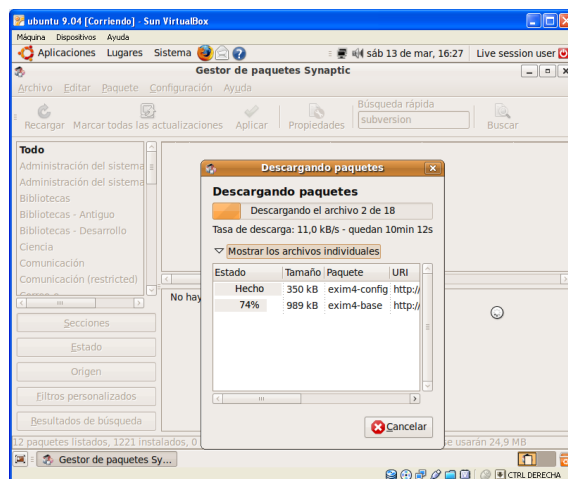 ubuntu 9.04 [Corriendo] - Sun VirtualBox
Máquina Dispositivos Ayuda
Aplicaciones Lugares Sistema sáb 13 de mar, 16:27 Live session user
Gestor de paquetes Synaptic
Archivo Editar Paquete Configuración Ayuda
Búsqueda rápida
subversion
Recargar Marcar todas las actualizaciones Aplicar Propiedades Buscar
Todo
Administración del sistema
Administración del sistema
Bibliotecas
Bibliotecas - Antiguo
Bibliotecas - Desarrollo
Ciencia
Comunicación
Comunicación (restricted)
No hay
Secciones
Estado
Origen
Filtros personalizados
Resultados de búsqueda
Descargando paquetes
Descargando paquetes
Descargando el archivo 2 de 18
Tasa de descarga: 11,0 kB/s - quedan 10min 12s
Mostrar los archivos individuales
Estado Tamaño Paquete URI
Hecho 350 kB exim4-config http:/
74% 989 kB exim4-base http:/
Cancelar
12 paquetes listados, 1221 instalados, 0 se usarán 24,9 MB
Gestor de paquetes Sy...
CTRL DERECHA